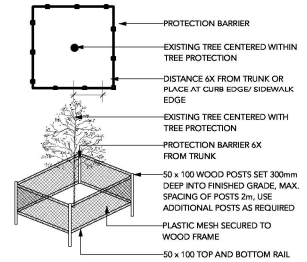 PROTECTION BARRIER
EXISTING TREE CENTERED WITHIN
TREE PROTECTION
DISTANCE 6X FROM TRUNK OR
PLACE AT CURB EDGE/ SIDEWALK
EDGE
EXISTING TREE CENTERED WITH
TREE PROTECTION
PROTECTION BARRIER 6X
FROM TRUNK
50 x 100 WOOD POSTS SET 300mm
DEEP INTO FINISHED GRADE, MAX.
SPACING OF POSTS 2m, USE
ADDITIONAL POSTS AS REQUIRED
PLASTIC MESH SECURED TO
WOOD FRAME
50 x 100 TOP AND BOTTOM RAIL